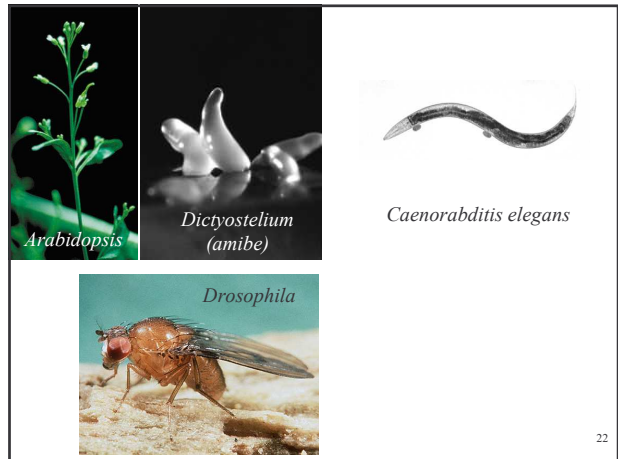 Arabidopsis
Dictyostelium
(amibe)
Caenorabditis elegans
Drosophila
22